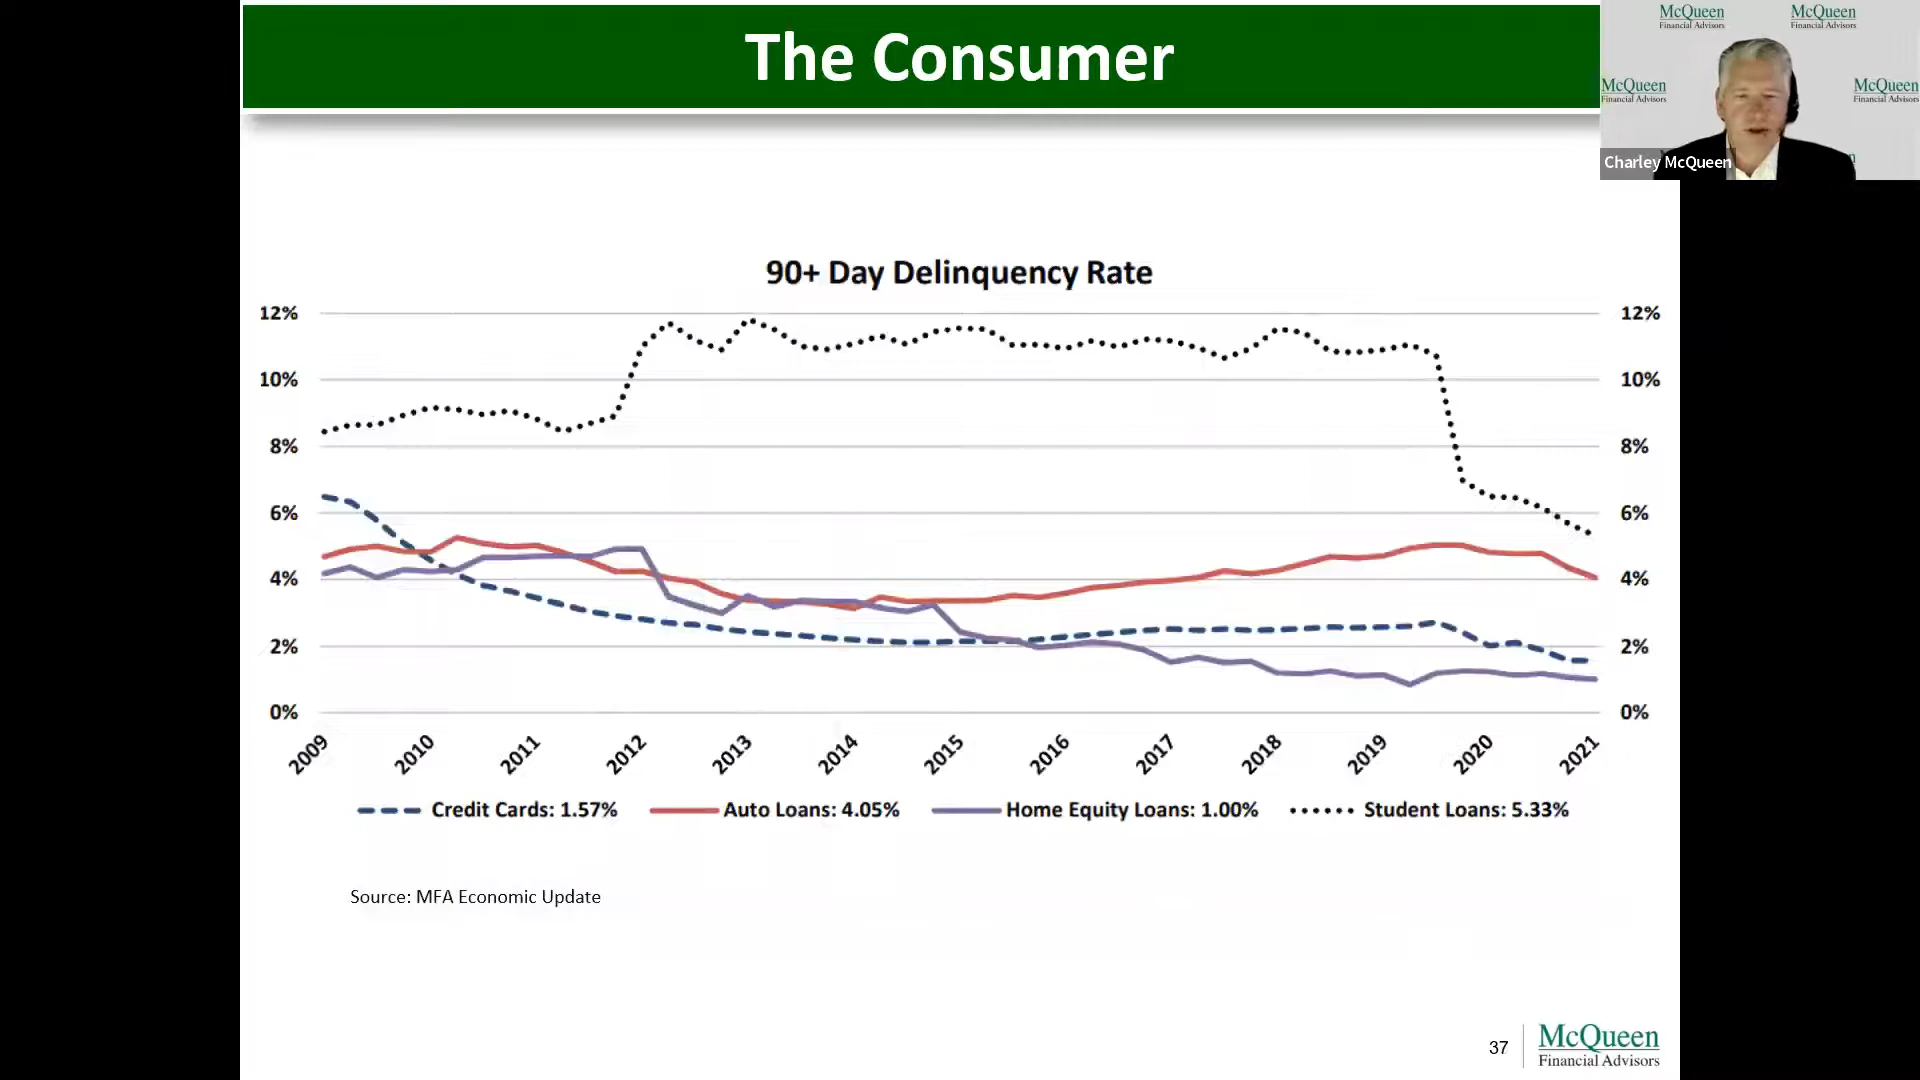 The Consumer
McQueen
Financial Advisors
McQueen
Financial Advisors
McQueen
Financial Advisors
McQueen
Financial Advisors
Charley McQueen
90+ Day Delinquency Rate
12%
10%
8%
6%
4%
2%
0%
12%
10%
8%
6%
4%
2%
0%
2009 2010 2011 2012 2013 2014 2015 2016 2017 2018 2019 2020 2021
Credit Cards: 1.57% Auto Loans: 4.05% Home Equity Loans: 1.00% Student Loans: 5.33%
Source: MFA Economic Update
37
McQueen
Financial Advisors